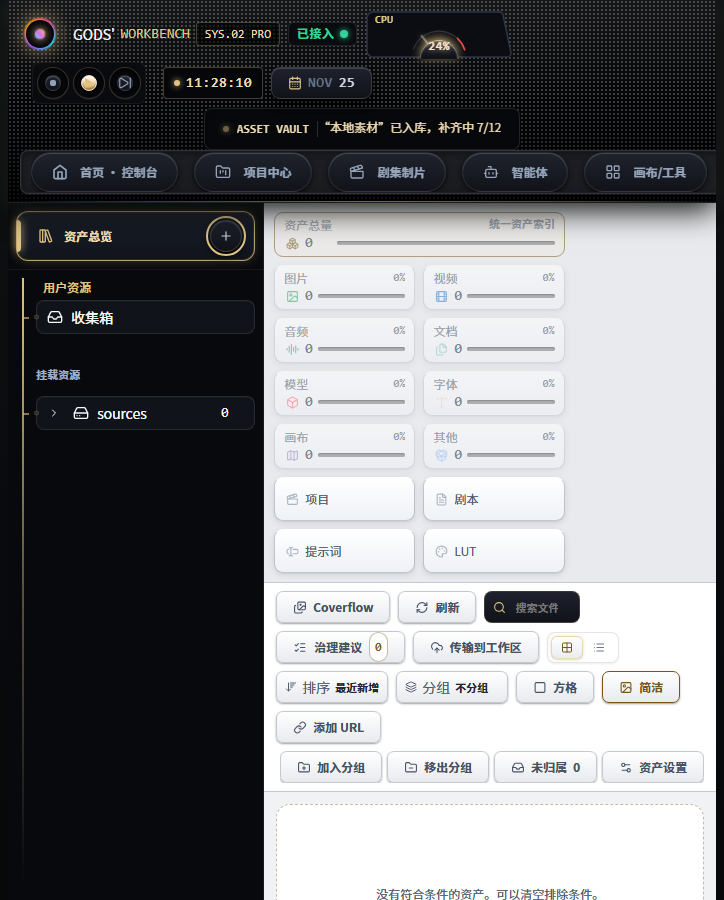 GODS' WORKBENCH SYS.02 PRO 已接入 CPU 24%
11:28:10 NOV 25
ASSET VAULT “本地素材”已入库，补齐中 7/12
首页 · 控制台 项目中心 剧集制片 智能体 画布/工具
资产总览
用户资源
收集箱
挂载资源
sources 0
资产总量 统一资产索引
0
图片 0% 视频 0%
0 0
音频 0% 文档 0%
0 0
模型 0% 字体 0%
0 0
画布 0% 其他 0%
0 0
项目 剧本
提示词 LUT
Coverflow 刷新 搜索文件
治理建议 0 传输到工作区
排序 最近新增 分组 不分组 方格 简洁
添加 URL
加入分组 移出分组 未归属 0 资产设置
没有符合条件的资产。可以清空排除条件。